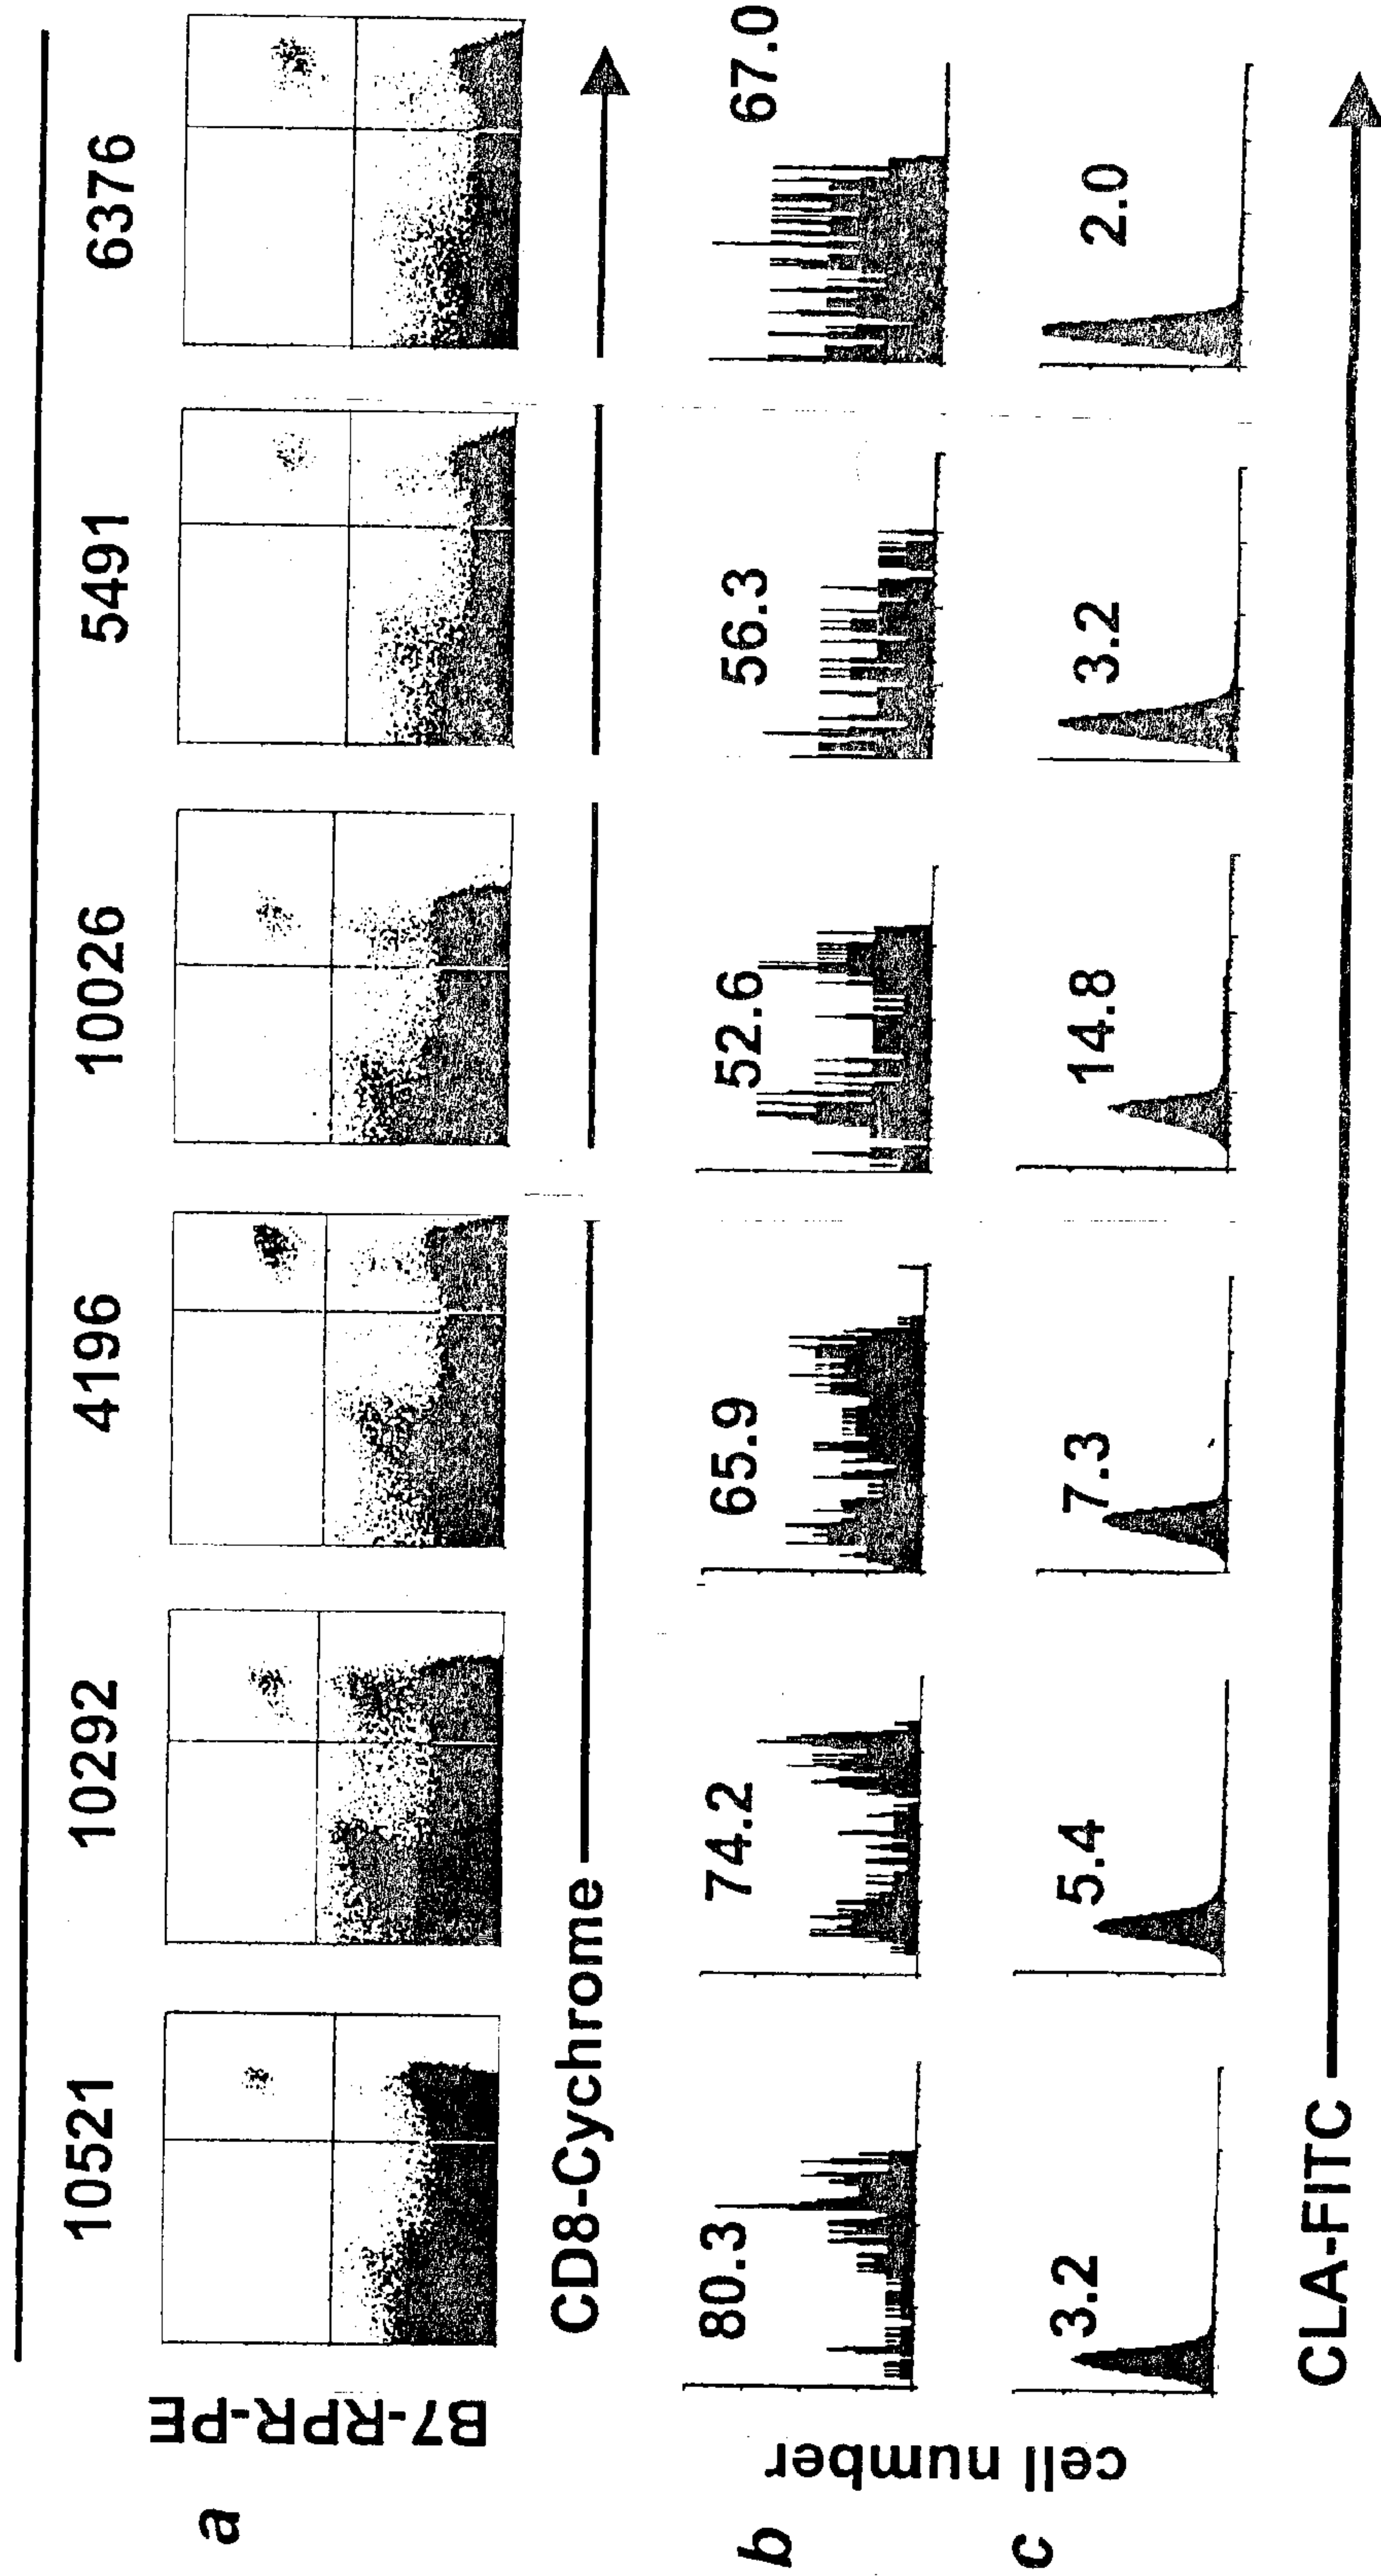 10521 10292 4196 10026 5491 6376
a
B7-RPR-PE
CD8-Cychrome
b
80.3 74.2 65.9 52.6 56.3 67.0
cell number
c
3.2 5.4 7.3 14.8 3.2 2.0
CLA-FITC